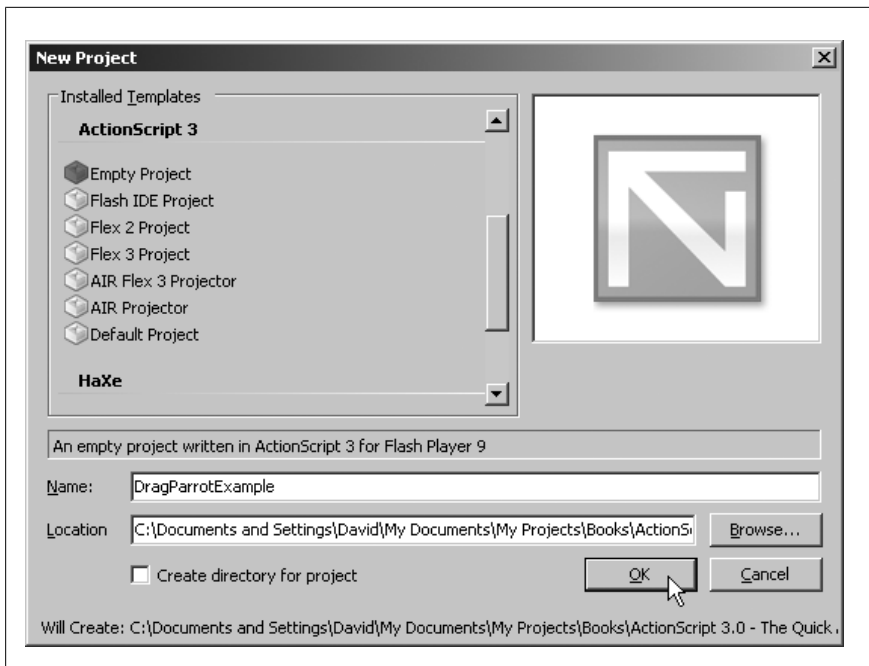 New Project
Installed Templates
ActionScript 3
Empty Project
Flash IDE Project
Flex 2 Project
Flex 3 Project
AIR Flex 3 Projector
AIR Projector
Default Project
HaXe
An empty project written in ActionScript 3 for Flash Player 9
Name: DragParrotExample
Location C:\Documents and Settings\David\My Documents\My Projects\Books\ActionS
Browse...
Create directory for project
OK Cancel
Will Create: C:\Documents and Settings\David\My Documents\My Projects\Books\ActionScript 3.0 - The Quick